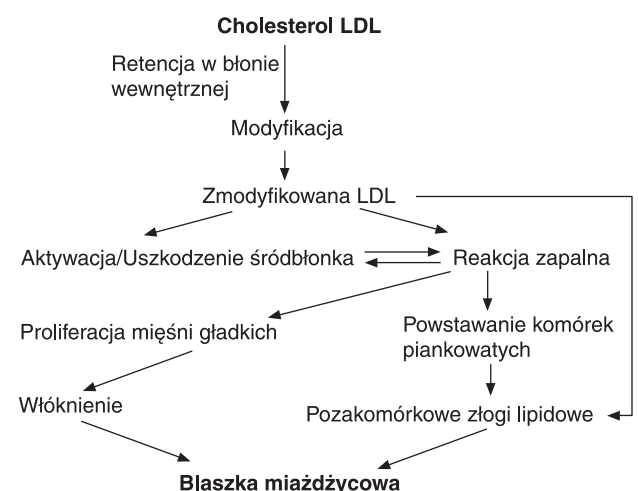 Cholesterol LDL
Retencja w błonie
wewnętrznej
Modyfikacja
Zmodyfikowana LDL
Aktywacja/Uszkodzenie śródbłonka
Reakcja zapalna
Proliferacja mięśni gładkich
Powstawanie komórek
piankowatych
Włóknienie
Pozakomórkowe złogi lipidowe
Blaszka miażdżycowa